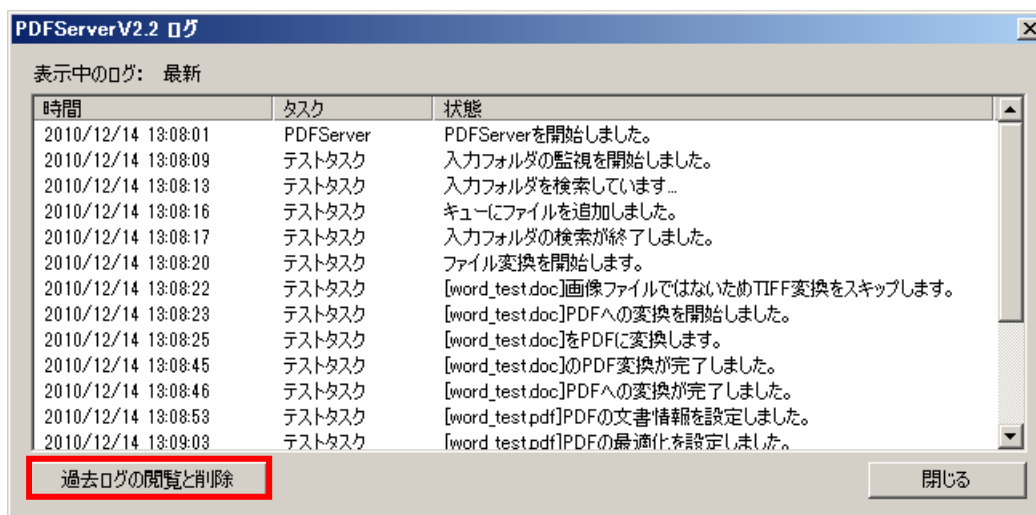 PDFServerV2.2 ログ
表示中のログ: 最新
時間 タスク 状態
2010/12/14 13:08:01 PDFServer PDFServerを開始しました。
2010/12/14 13:08:09 テストタスク 入力フォルダの監視を開始しました。
2010/12/14 13:08:13 テストタスク 入力フォルダを検索しています...
2010/12/14 13:08:16 テストタスク キューにファイルを追加しました。
2010/12/14 13:08:17 テストタスク 入力フォルダの検索が終了しました。
2010/12/14 13:08:20 テストタスク ファイル変換を開始します。
2010/12/14 13:08:22 テストタスク [word_test.doc]画像ファイルではないためTIFF変換をスキップします。
2010/12/14 13:08:23 テストタスク [word_test.doc]PDFへの変換を開始しました。
2010/12/14 13:08:25 テストタスク [word_test.doc]をPDFに変換します。
2010/12/14 13:08:45 テストタスク [word_test.doc]のPDF変換が完了しました。
2010/12/14 13:08:46 テストタスク [word_test.doc]PDFへの変換が完了しました。
2010/12/14 13:08:53 テストタスク [word_test.pdf]PDFの文書情報を設定しました。
2010/12/14 13:09:03 テストタスク [word_test.pdf]PDFの最適化を設定しました。
過去ログの閲覧と削除 閉じる